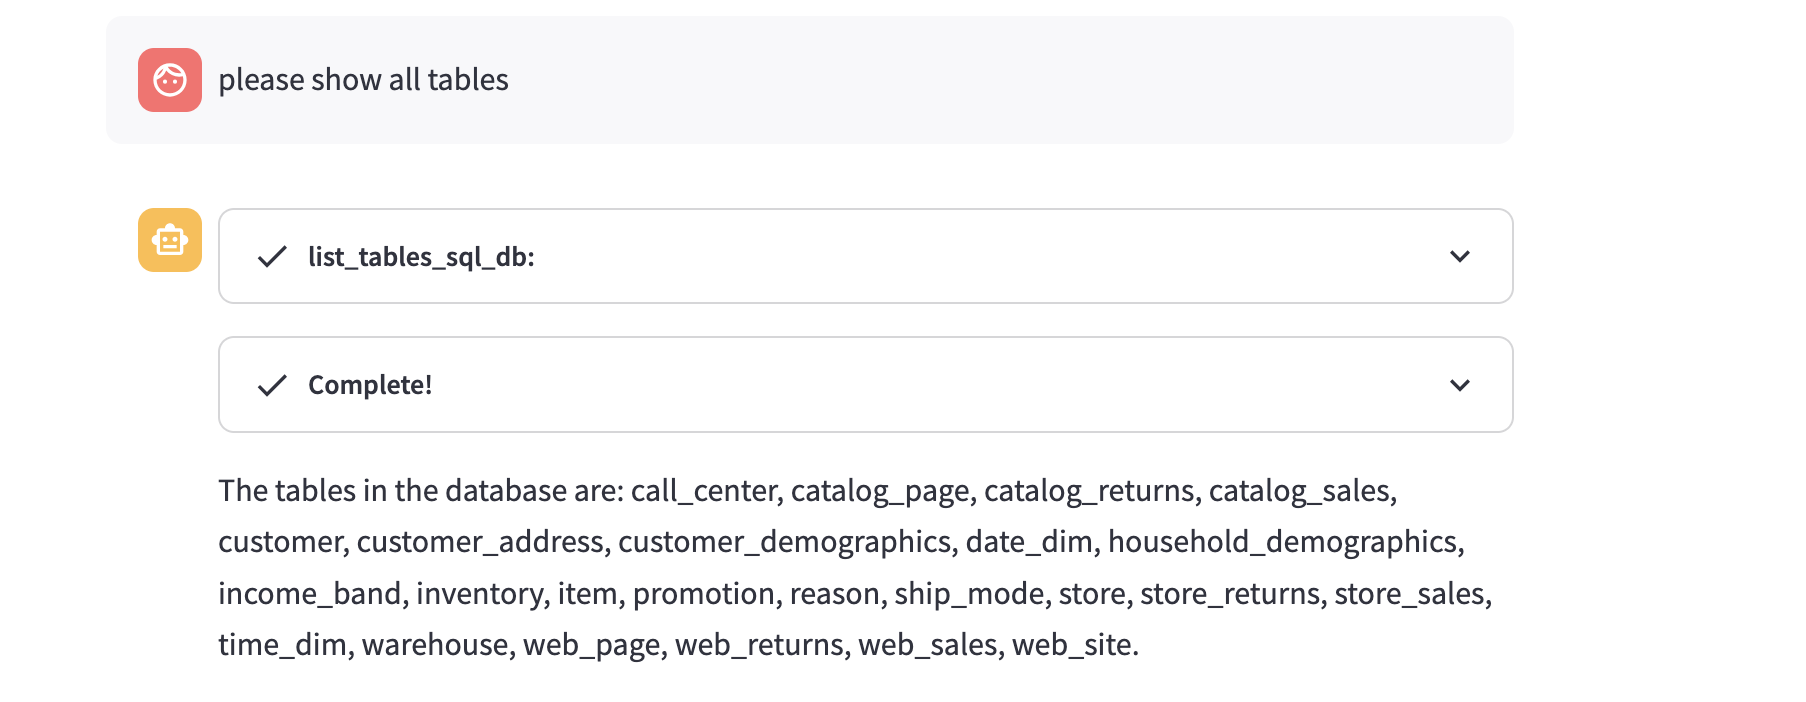 please show all tables
list_tables_sql_db:
Complete!
The tables in the database are: call_center, catalog_page, catalog_returns, catalog_sales,
customer, customer_address, customer_demographics, date_dim, household_demographics,
income_band, inventory, item, promotion, reason, ship_mode, store, store_returns, store_sales,
time_dim, warehouse, web_page, web_returns, web_sales, web_site.